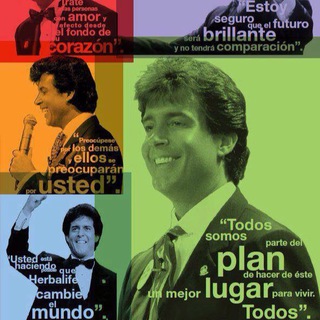 Trate
a las personas
con amor y
afecto desde
el fondo de
su
corazón”.
“Estoy
seguro que el futuro
será brillante
y no tendrá comparación”.
“Preocúpese
por los demás
y ellos se
preocuparán
por usted”.
“Usted está
haciendo que
Herbalife
cambie el
mundo”.
“Todos
somos parte del
plan
de hacer de éste
un mejor lugar para vivir.
Todos”.